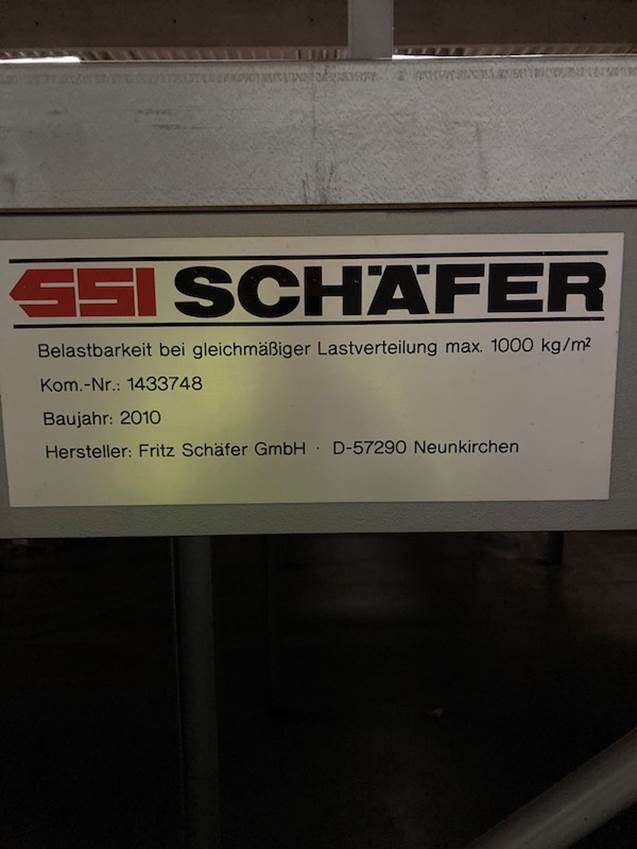 SSI SCHÄFER
Belastbarkeit bei gleichmäßiger Lastverteilung max. 1000 kg/m²
Kom.-Nr.: 1433748
Baujahr: 2010
Hersteller: Fritz Schäfer GmbH · D-57290 Neunkirchen